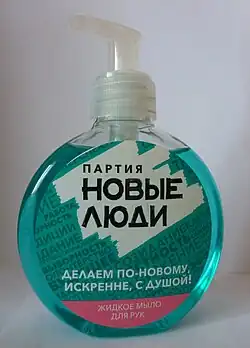 ПАРТИЯ
НОВЫЕ
ЛЮДИ
ДЕЛАЕМ ПО-НОВОМУ,
ИСКРЕННЕ, С ДУШОЙ!
ЖИДКОЕ МЫЛО
ДЛЯ РУК